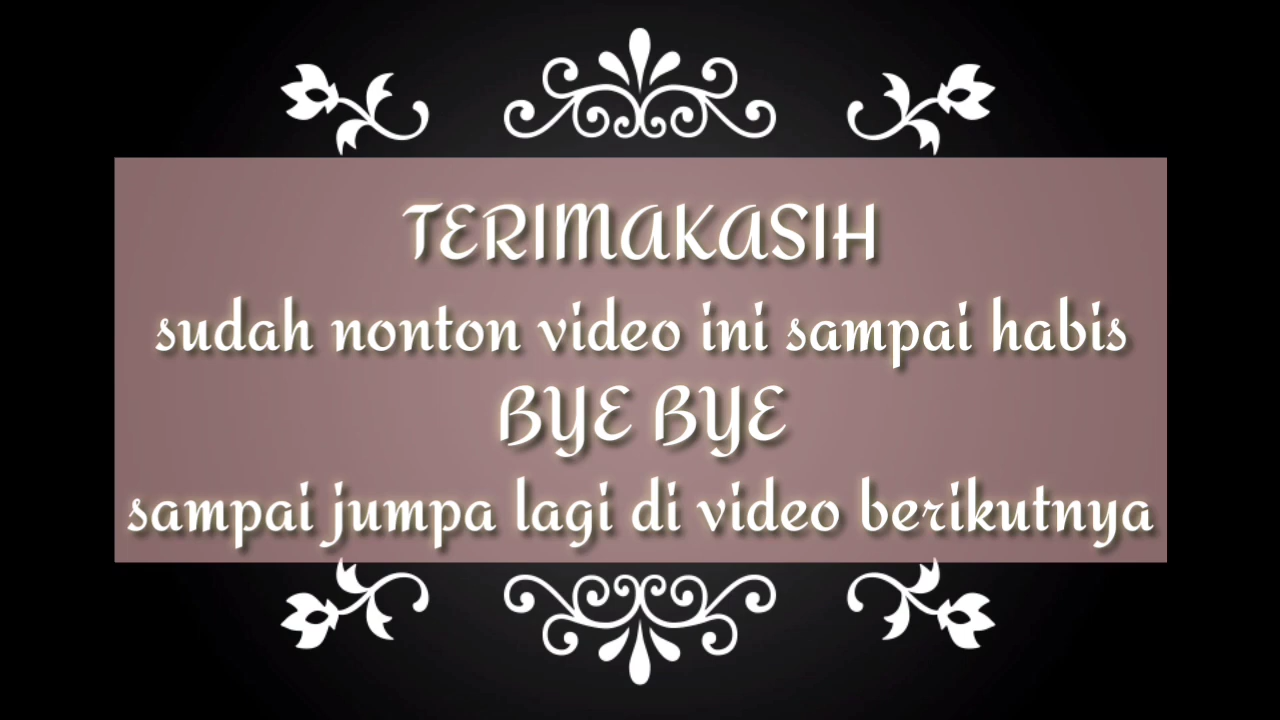 TERIMAKASIH
sudah nonton video ini sampai habis
BYE BYE
sampai jumpa lagi di video berikutnya